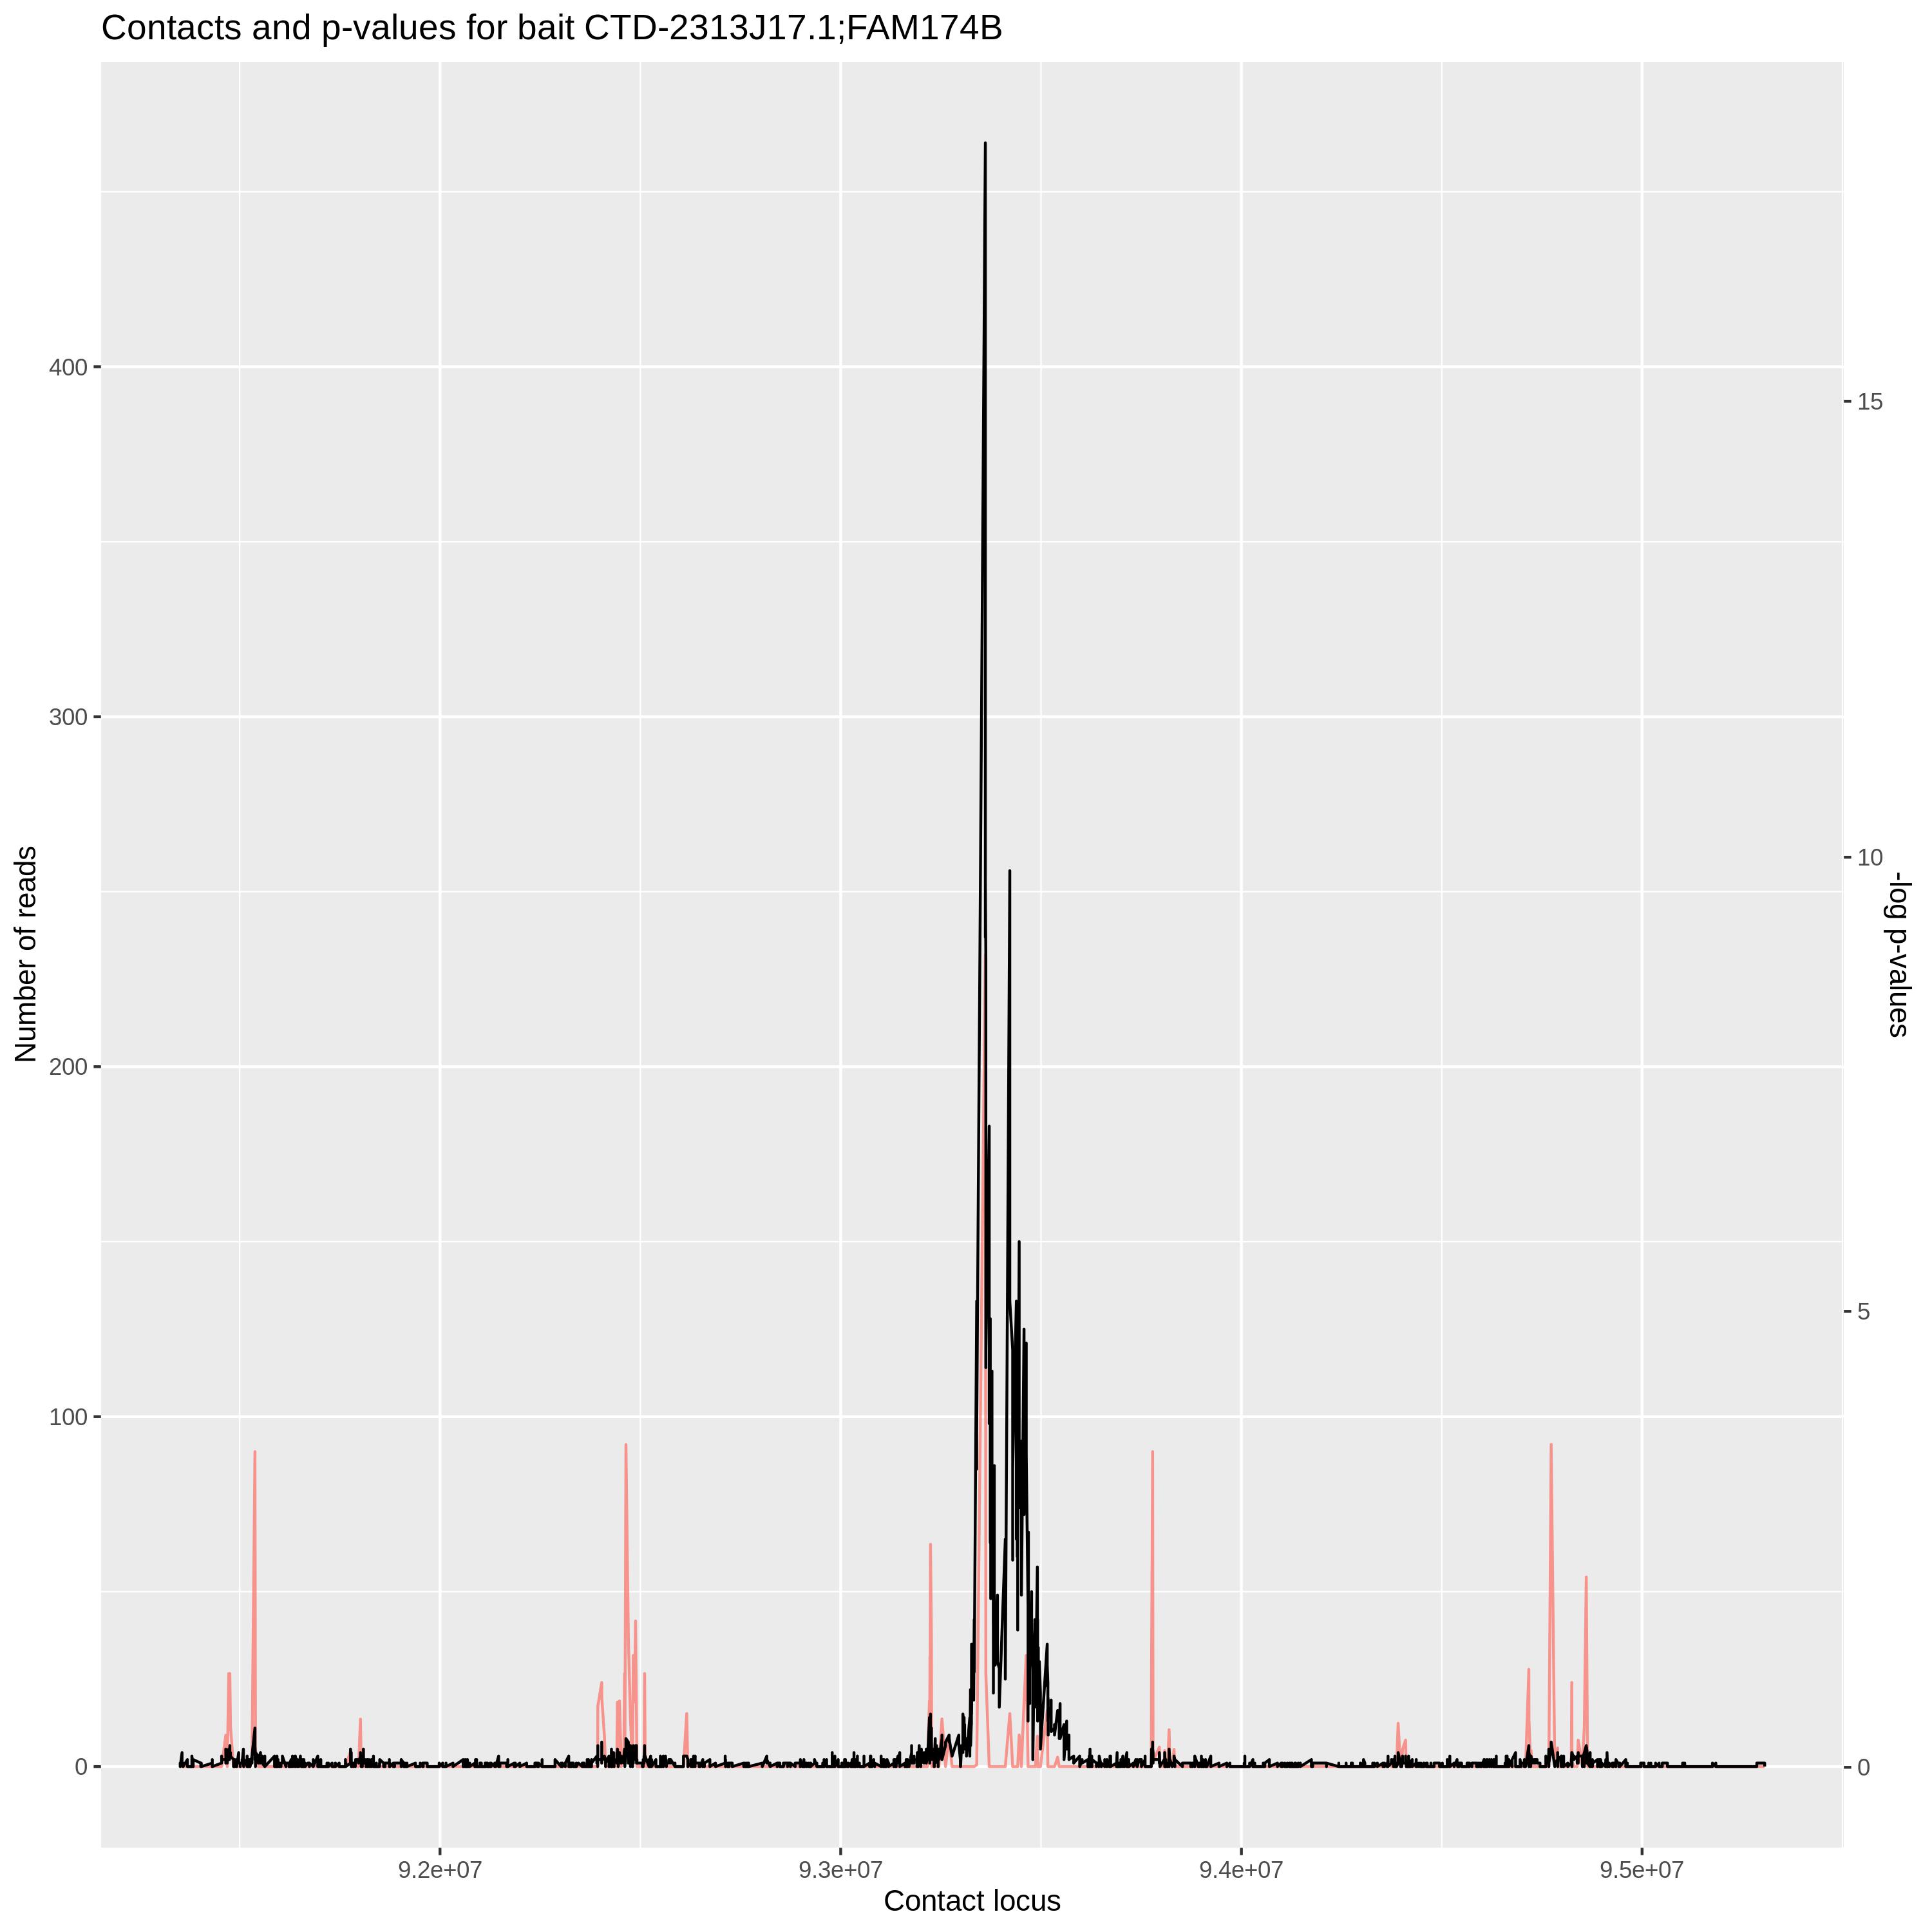 Contacts and p-values for bait CTD-2313J17.1;FAM174B
400
300
200
100
0
Number of reads
15
10
5
0
-log p-values
9.2e+07 9.3e+07 9.4e+07 9.5e+07
Contact locus